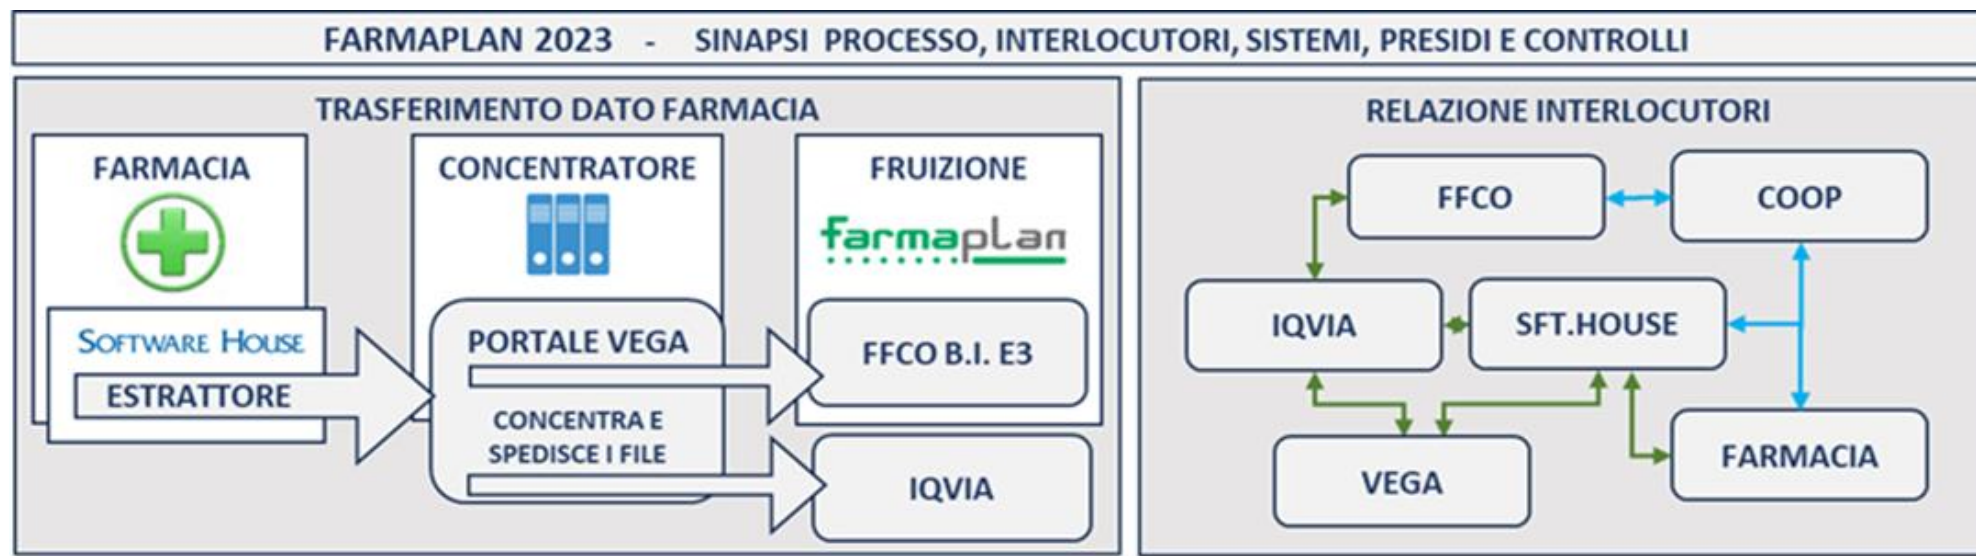 FARMAPLAN 2023 - SINAPSI PROCESSO, INTERLOCUTORI, SISTEMI, PRESIDI E CONTROLLI
TRASFERIMENTO DATO FARMACIA
FARMACIA
SOFTWARE HOUSE
ESTRATTORE
CONCENTRATORE
PORTALE VEGA
CONCENTRA E
SPEDISCE I FILE
FRUIZIONE
farmaplan
FFCO B.I. E3
IQVIA
RELAZIONE INTERLOCUTORI
FFCO
COOP
IQVIA
SFT.HOUSE
VEGA
FARMACIA